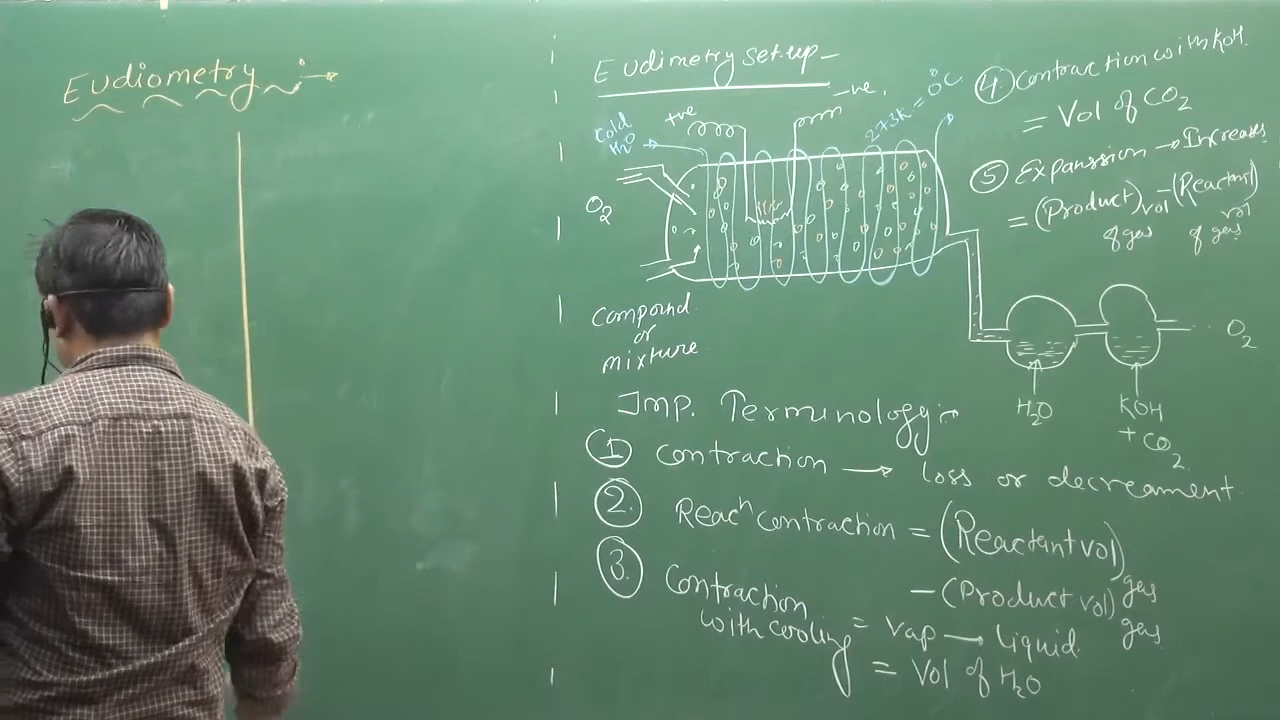 Eudiometry :→
Eudimetry set-up -
+ve
-ve.
Cold
H2O
273K = 0°C
O2
compound
or
mixture
H2O
KOH
+ CO2
O2
Imp. Terminology:-
① contraction → loss or decreament
②. Reacn contraction = (Reactant vol)gas
- (Product vol)gas
③. Contraction
with cooling = vap → liquid.
= Vol of H2O
④. Contraction with KOH.
= Vol of CO2
⑤ Expanssion → Increases
= (Product)vol - (Reactant)vol
of gas of gas